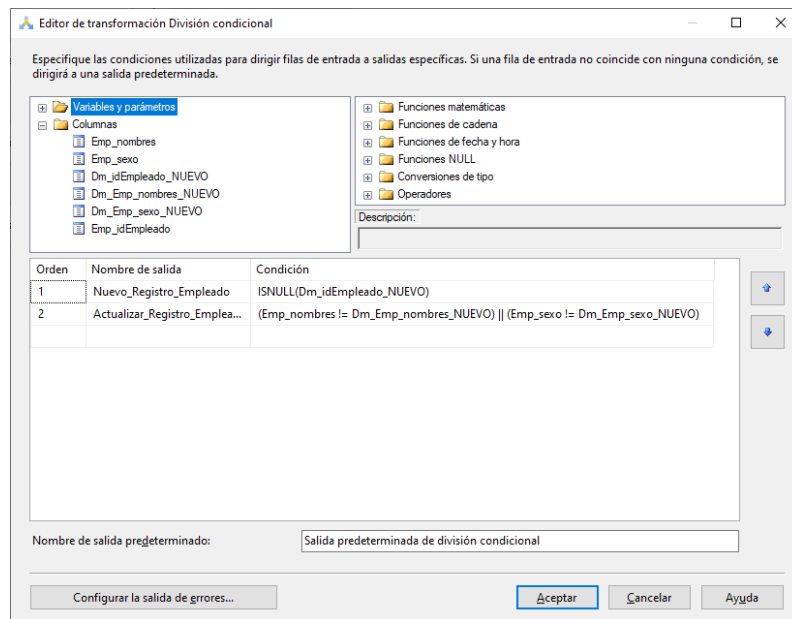 Editor de transformación División condicional
Especifique las condiciones utilizadas para dirigir filas de entrada a salidas específicas. Si una fila de entrada no coincide con ninguna condición, se
dirigirá a una salida predeterminada.
Variables y parámetros
Columnas
Emp_nombres
Emp_sexo
Dm_idEmpleado_NUEVO
Dm_Emp_nombres_NUEVO
Dm_Emp_sexo_NUEVO
Emp_idEmpleado
Funciones matemáticas
Funciones de cadena
Funciones de fecha y hora
Funciones NULL
Conversiones de tipo
Operadores
Descripción:
Orden Nombre de salida Condición
1 Nuevo_Registro_Empleado ISNULL(Dm_idEmpleado_NUEVO)
2 Actualizar_Registro_Emplea... (Emp_nombres != Dm_Emp_nombres_NUEVO) || (Emp_sexo != Dm_Emp_sexo_NUEVO)
Nombre de salida predeterminado: Salida predeterminada de división condicional
Configurar la salida de errores... Aceptar Cancelar Ayuda